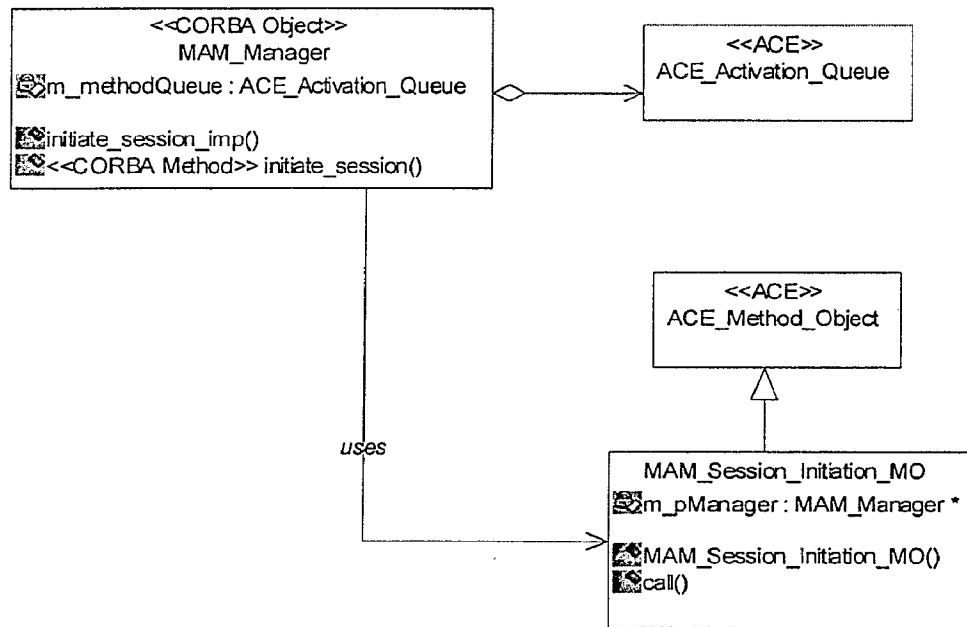 <<CORBA Object>>
MAM_Manager
m_methodQueue : ACE_Activation_Queue
initiate_session_imp()
<<CORBA Method>> initiate_session()
<<ACE>>
ACE_Activation_Queue
<<ACE>>
ACE_Method_Object
uses
MAM_Session_Initiation_MO
m_pManager : MAM_Manager *
MAM_Session_Initiation_MO()
call()